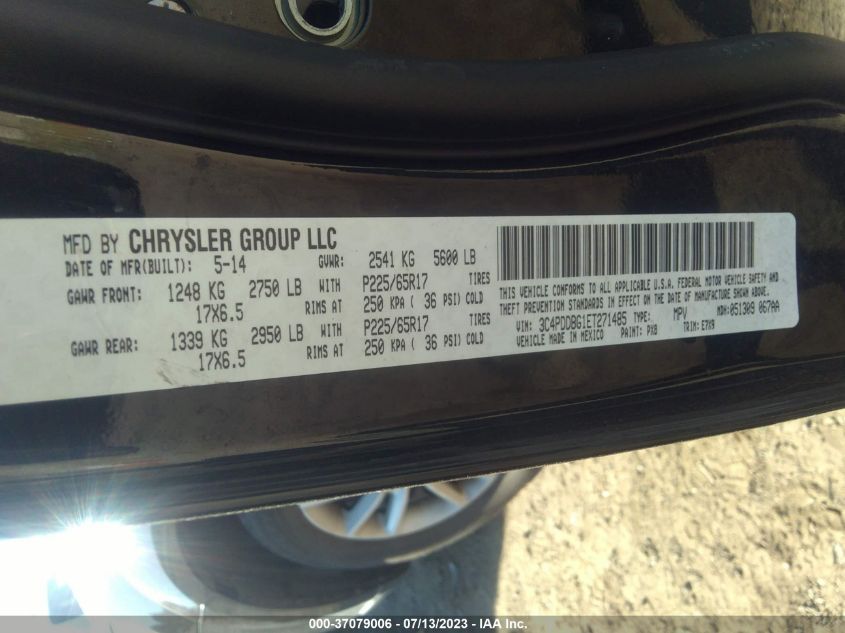 MFD BY CHRYSLER GROUP LLC
DATE OF MFR(BUILT): 5-14 GVWR: 2541 KG 5600 LB
GAWR FRONT: 1248 KG 2750 LB WITH P225/65R17 TIRES
17X6.5 RIMS AT 250 KPA ( 36 PSI) COLD
GAWR REAR: 1339 KG 2950 LB WITH P225/65R17 TIRES
17X6.5 RIMS AT 250 KPA ( 36 PSI) COLD
THIS VEHICLE CONFORMS TO ALL APPLICABLE U.S.A. FEDERAL MOTOR VEHICLE SAFETY AND
THEFT PREVENTION STANDARDS IN EFFECT ON THE DATE OF MANUFACTURE SHOWN ABOVE.
VIN: 3C4PDDBG1ET271485 TYPE: MPV MDH: 051309 067AA
VEHICLE MADE IN MEXICO PAINT: PX8 TRIM: E7X9
000-37079006 - 07/13/2023 - IAA Inc.